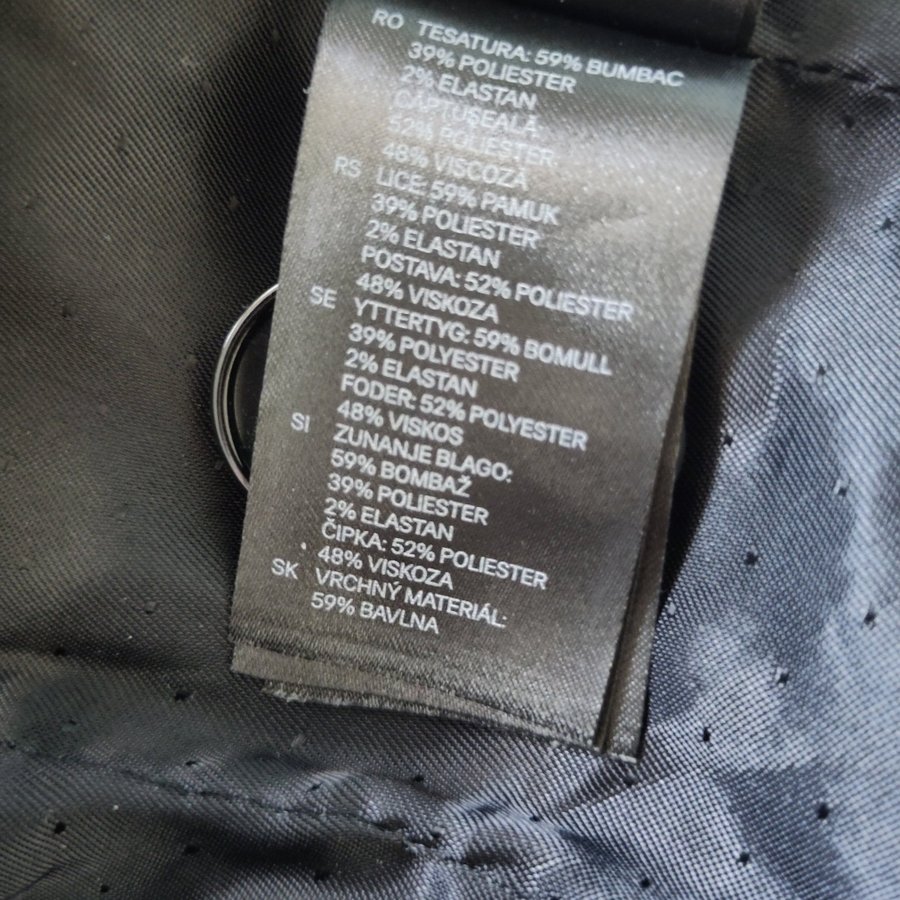 RO TESATURA: 59% BUMBAC
39% POLIESTER
2% ELASTAN
CAPTUSEALĂ:
52% POLIESTER
48% VISCOZA
RS LICE: 59% PAMUK
39% POLIESTER
2% ELASTAN
POSTAVA: 52% POLIESTER
48% VISKOZA
SE YTTERTYG: 59% BOMULL
39% POLYESTER
2% ELASTAN
FODER: 52% POLYESTER
48% VISKOS
SI ZUNANJE BLAGO:
59% BOMBAŽ
39% POLIESTER
2% ELASTAN
ČIPKA: 52% POLIESTER
48% VISKOZA
SK VRCHNÝ MATERIÁL:
59% BAVLNA